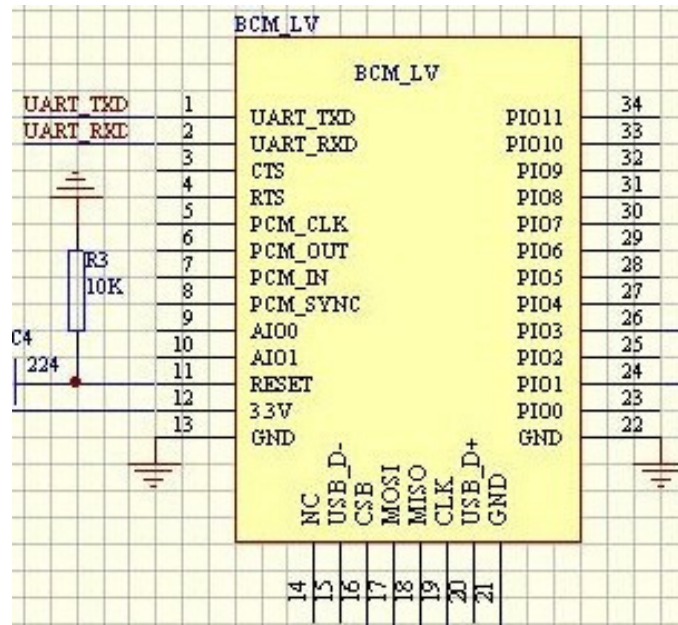 BCM_LV
BCM_LV
UART_TXD 1 UART_TXD PIO11 34
UART_RXD 2 UART_RXD PIO10 33
3 CTS PIO9 32
4 RTS PIO8 31
5 PCM_CLK PIO7 30
6 PCM_OUT PIO6 29
R3 7 PCM_IN PIO5 28
10K 8 PCM_SYNC PIO4 27
C4 9 AIO0 PIO3 26
224 10 AIO1 PIO2 25
11 RESET PIO1 24
12 3.3V PIO0 23
13 GND GND 22
NC USB_D- CSB MOSI MISO CLK USB_D+ GND
14 15 16 17 18 19 20 21